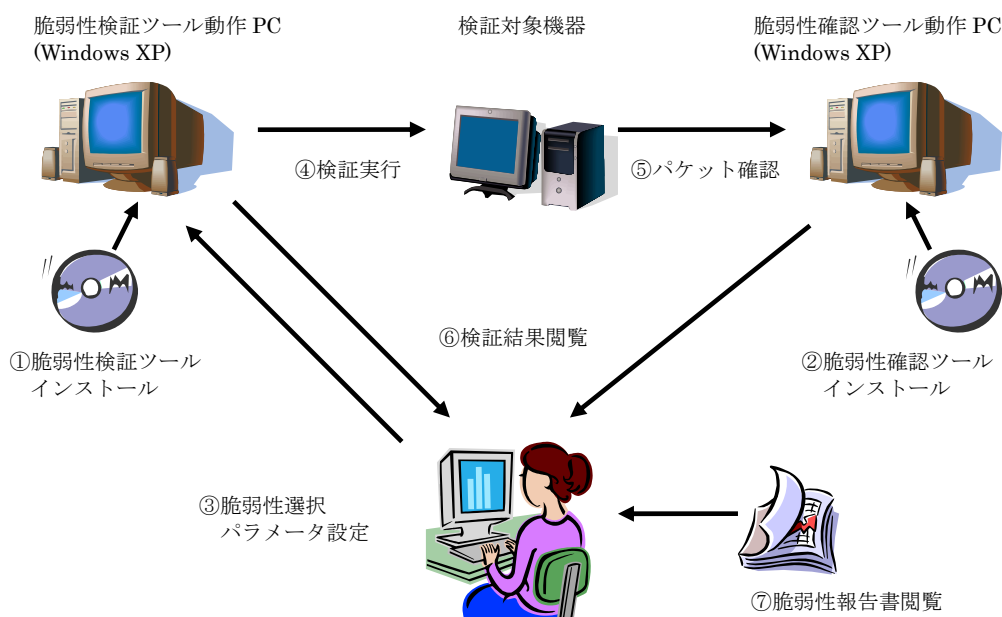 脆弱性検証ツール動作 PC
(Windows XP)
検証対象機器
脆弱性確認ツール動作 PC
(Windows XP)
④検証実行
⑤パケット確認
①脆弱性検証ツール
インストール
⑥検証結果閲覧
②脆弱性確認ツール
インストール
③脆弱性選択
パラメータ設定
⑦脆弱性報告書閲覧